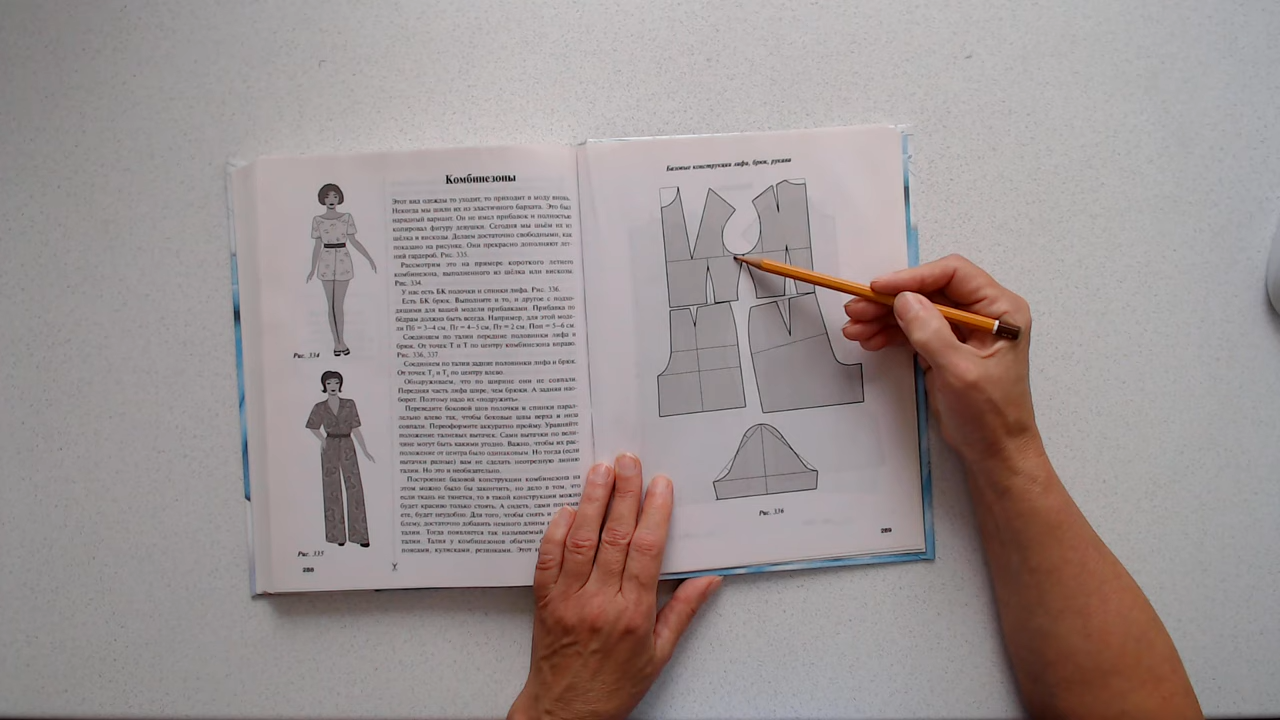 Комбинезоны
Этот вид одежды то уходит, то приходит в моду вновь.
Некогда мы шили их из эластичного бархата. Это был
нарядный вариант. Он не имел прибавок и полностью
копировал фигуру девушки. Сегодня мы шьём их из
шёлка и вискозы. Делаем достаточно свободными, как
показано на рисунке. Они прекрасно дополняют лет-
ний гардероб. Рис. 335.
Рассмотрим это на примере короткого летнего
комбинезона, выполненного из шёлка или вискозы.
Рис. 334.
У нас есть БК полочки и спинки лифа. Рис. 336.
Есть БК брюк. Выполните и то, и другое с подхо-
дящими для вашей модели прибавками. Прибавка по
бёдрам должна быть всегда. Например, для этой моде-
ли Пб = 3–4 см, Пг = 4–5 см, Пт = 2 см, Поп = 5–6 см.
Соединяем по талии передние половинки лифа и
брюк. От точек Т и Т по центру комбинезона вправо.
Рис. 336, 337.
Соединяем по талии задние половинки лифа и брюк.
От точек Т и Т по центру влево.
Обнаруживаем, что по ширине они не совпали.
Передняя часть лифа шире, чем брюки. А задняя нао-
борот. Поэтому надо их «подружить».
Переведите боковой шов полочки и спинки парал-
лельно влево так, чтобы боковые швы верха и низа
совпали. Переоформите аккуратно пройму. Уравняйте
положение талиевых вытачек. Сами вытачки по вели-
чине могут быть какими угодно. Важно, чтобы их рас-
положение от центра было одинаковым. Но тогда (если
вытачки разные) вам не сделать неотрезную линию
талии. Но это и необязательно.
Построение базовой конструкции комбинезона на
этом можно было бы закончить, но дело в том, что
если ткань не тянется, то в такой конструкции можно
будет красиво только стоять. А сидеть, сами
ете, будет неудобно. Для того, чтобы снять
блему, достаточно добавить немного длины
талии. Тогда появляется так называемый
талии. Талия у комбинезонов обычно
поясами, кулисками, резинками. Этот
Рис. 334
Рис. 335
288
Базовые конструкции лифа, брюк, рукава
Рис. 336
289